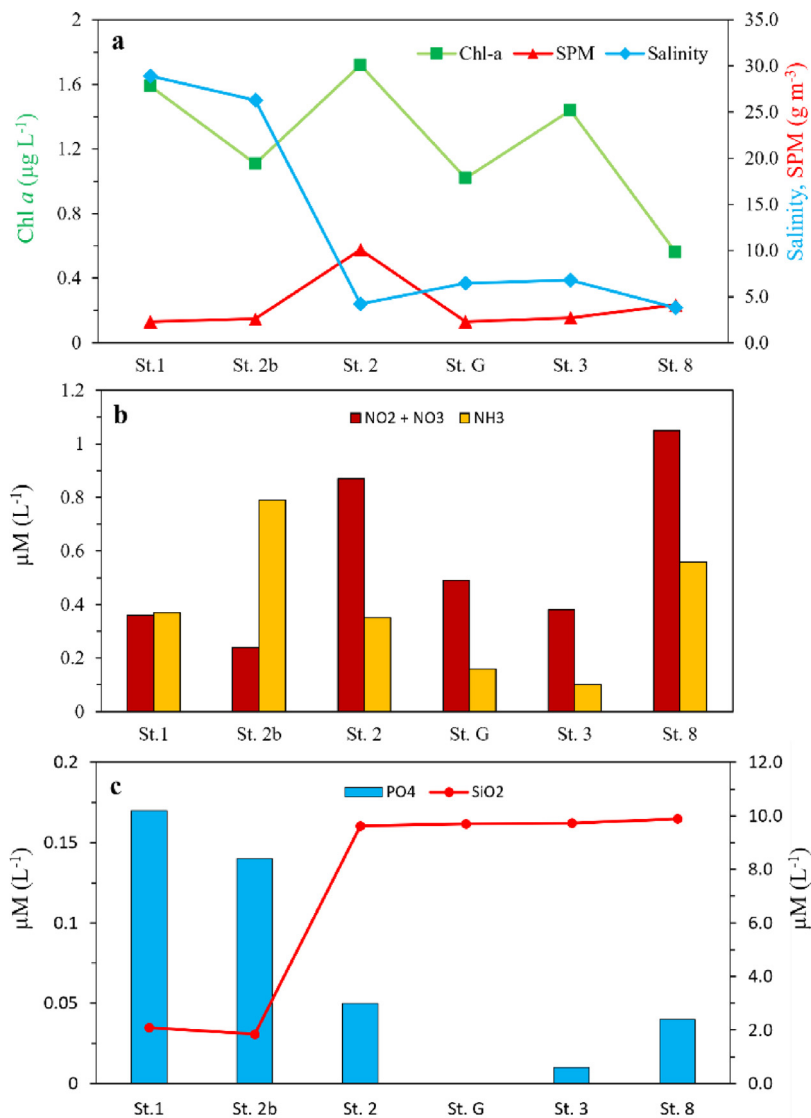 a
Chl-a SPM Salinity
Chl a (µg L-1)
2
1.6
1.2
0.8
0.4
0
35.0
30.0
25.0
20.0
15.0
10.0
5.0
0.0
Salinity, SPM (g m-3)
St.1 St. 2b St. 2 St. G St. 3 St. 8
b
NO2 + NO3 NH3
µM (L-1)
1.2
1
0.8
0.6
0.4
0.2
0
St.1 St. 2b St. 2 St. G St. 3 St. 8
c
PO4 SiO2
µM (L-1)
0.2
0.15
0.1
0.05
0
12.0
10.0
8.0
6.0
4.0
2.0
0.0
µM (L-1)
St.1 St. 2b St. 2 St. G St. 3 St. 8